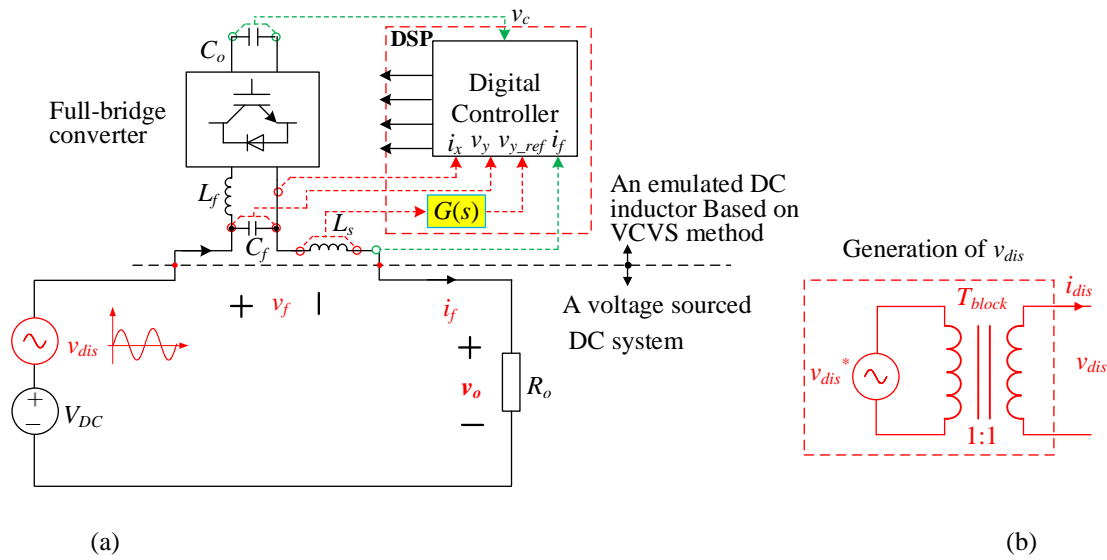 v_c
C_o
DSP
Digital
Controller
i_x v_y v_{y_ref} i_f
Full-bridge
converter
L_f
C_f
L_s
G(s)
An emulated DC
inductor Based on
VCVS method
A voltage sourced
DC system
+ v_f −
i_f
v_dis
+
−
V_DC
+
v_o
−
R_o
Generation of v_dis
T_block
i_dis
v_dis*
v_dis
1:1
(a)
(b)